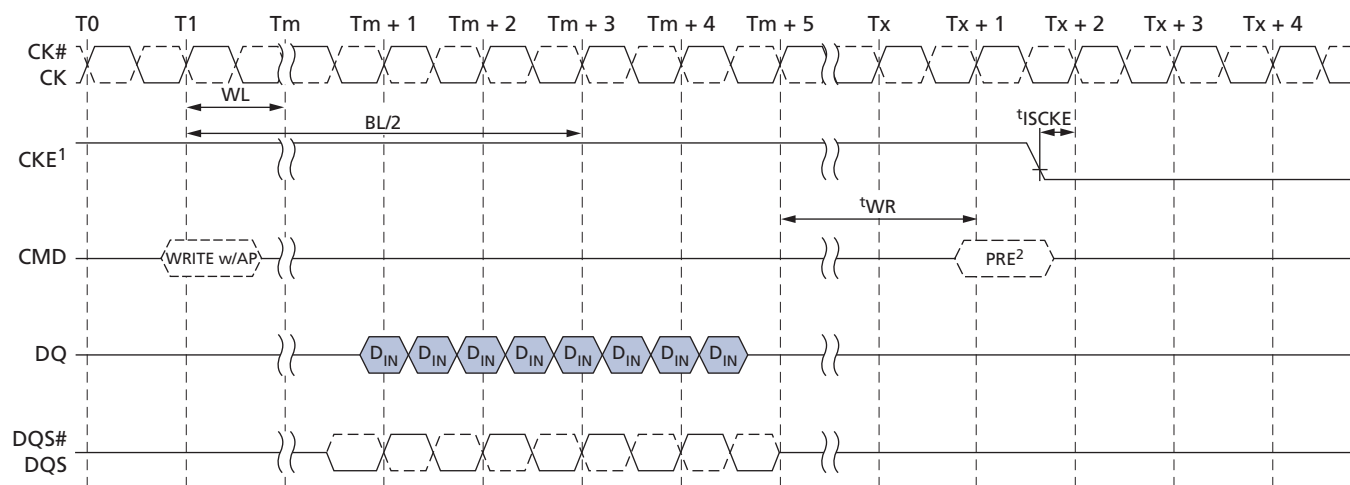 T0 T1 Tm Tm + 1 Tm + 2 Tm + 3 Tm + 4 Tm + 5 Tx Tx + 1 Tx + 2 Tx + 3 Tx + 4
CK#
CK
WL
BL/2
tISCKE
CKE1
tWR
CMD WRITE w/AP PRE2
DQ DIN DIN DIN DIN DIN DIN DIN DIN
DQS#
DQS